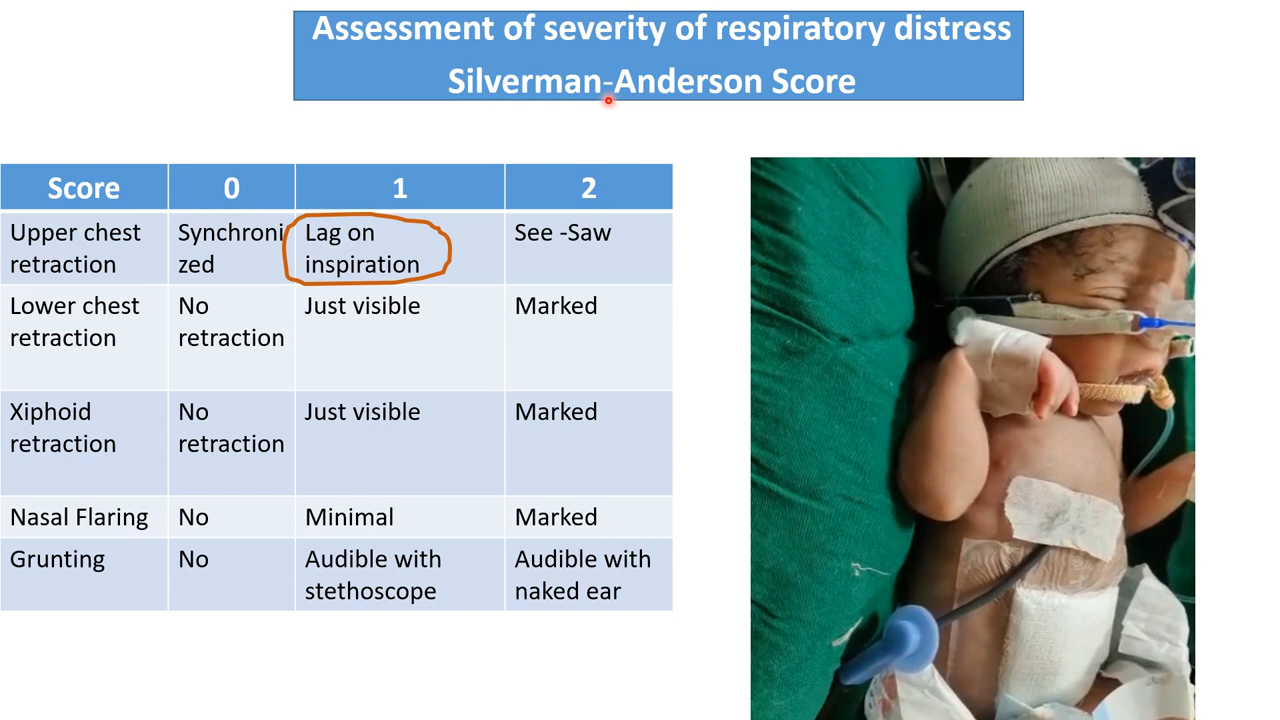 Assessment of severity of respiratory distress
Silverman-Anderson Score
Score 0 1 2
Upper chest retraction Synchroni zed Lag on inspiration See -Saw
Lower chest retraction No retraction Just visible Marked
Xiphoid retraction No retraction Just visible Marked
Nasal Flaring No Minimal Marked
Grunting No Audible with stethoscope Audible with naked ear